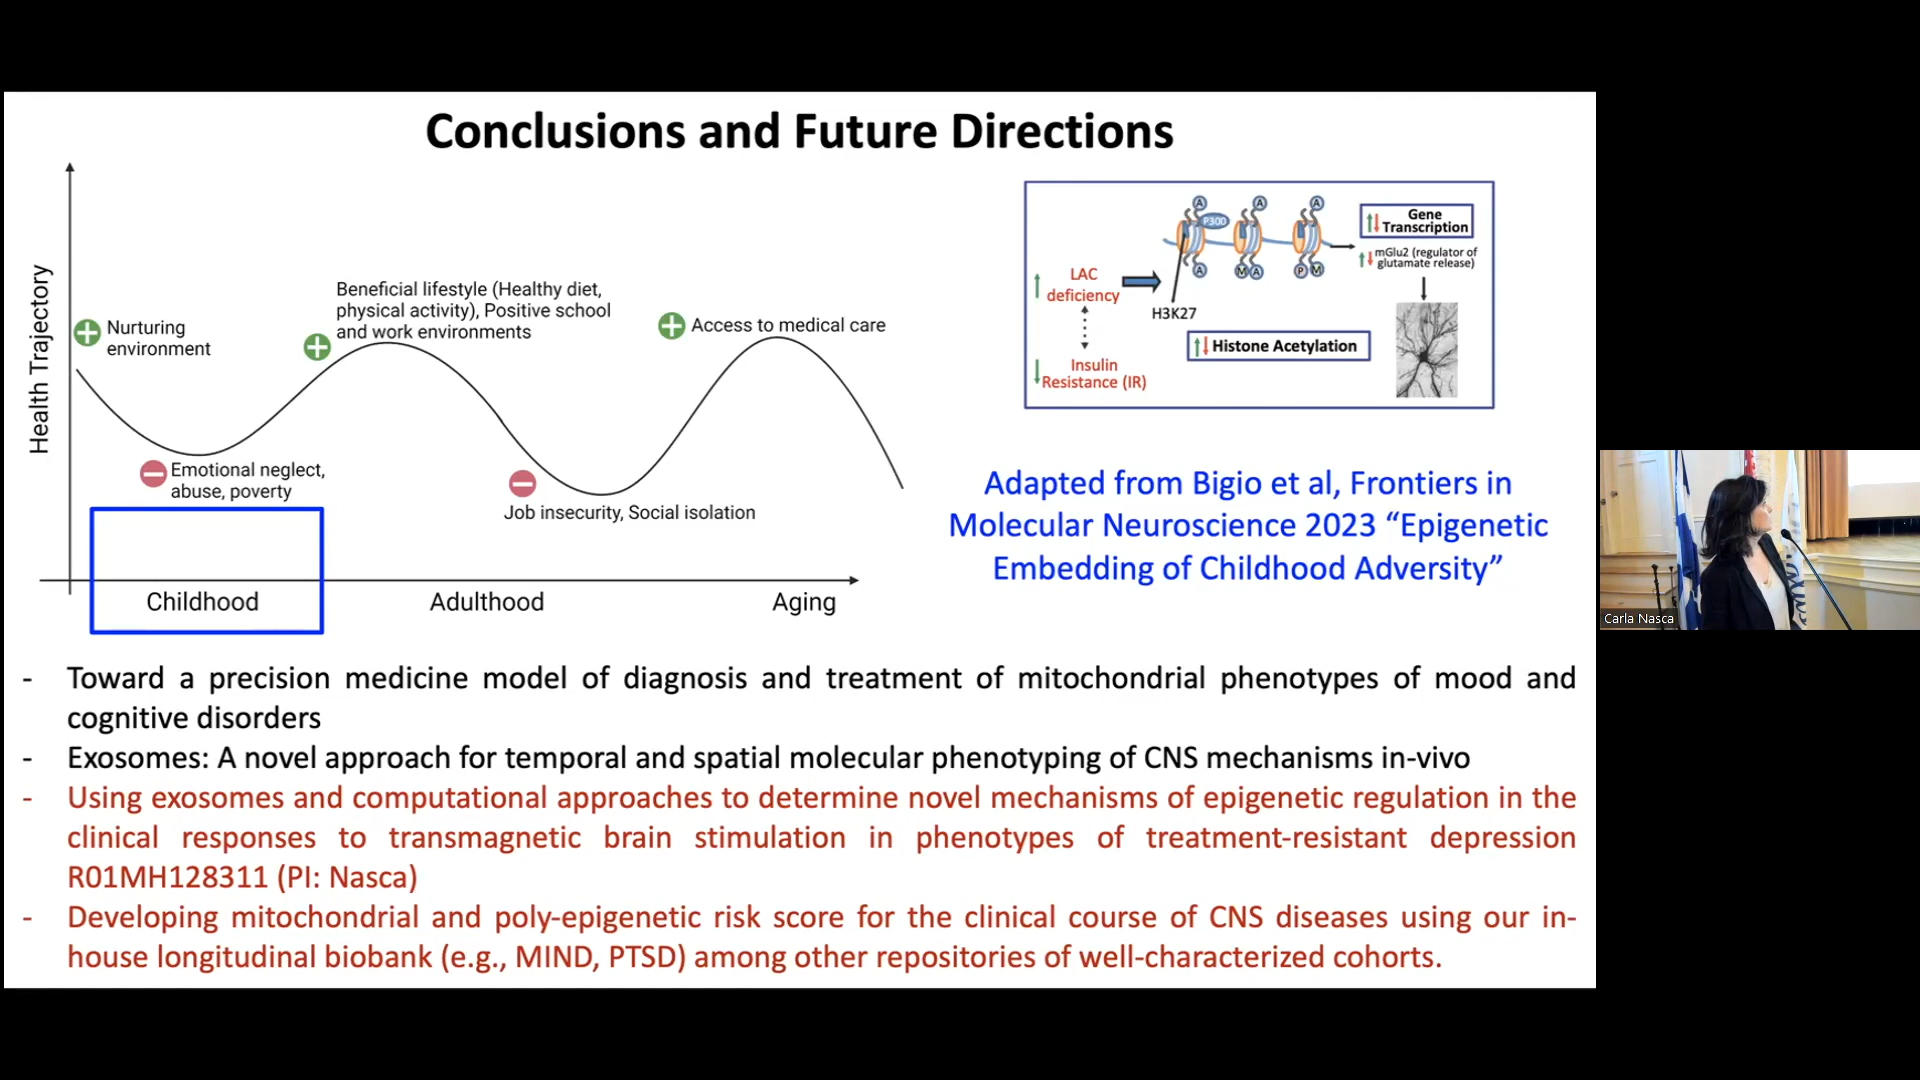 Conclusions and Future Directions
Health Trajectory
Nurturing
environment
Beneficial lifestyle (Healthy diet,
physical activity), Positive school
and work environments
Access to medical care
Emotional neglect,
abuse, poverty
Job insecurity, Social isolation
Childhood
Adulthood
Aging
A
A
A
P300
A
M A
P M
LAC
deficiency
H3K27
Insulin
Resistance (IR)
Histone Acetylation
Gene
Transcription
mGlu2 (regulator of
glutamate release)
Adapted from Bigio et al, Frontiers in
Molecular Neuroscience 2023 “Epigenetic
Embedding of Childhood Adversity”
- Toward a precision medicine model of diagnosis and treatment of mitochondrial phenotypes of mood and
cognitive disorders
- Exosomes: A novel approach for temporal and spatial molecular phenotyping of CNS mechanisms in-vivo
- Using exosomes and computational approaches to determine novel mechanisms of epigenetic regulation in the
clinical responses to transmagnetic brain stimulation in phenotypes of treatment-resistant depression
R01MH128311 (PI: Nasca)
- Developing mitochondrial and poly-epigenetic risk score for the clinical course of CNS diseases using our in-
house longitudinal biobank (e.g., MIND, PTSD) among other repositories of well-characterized cohorts.
Carla Nasca